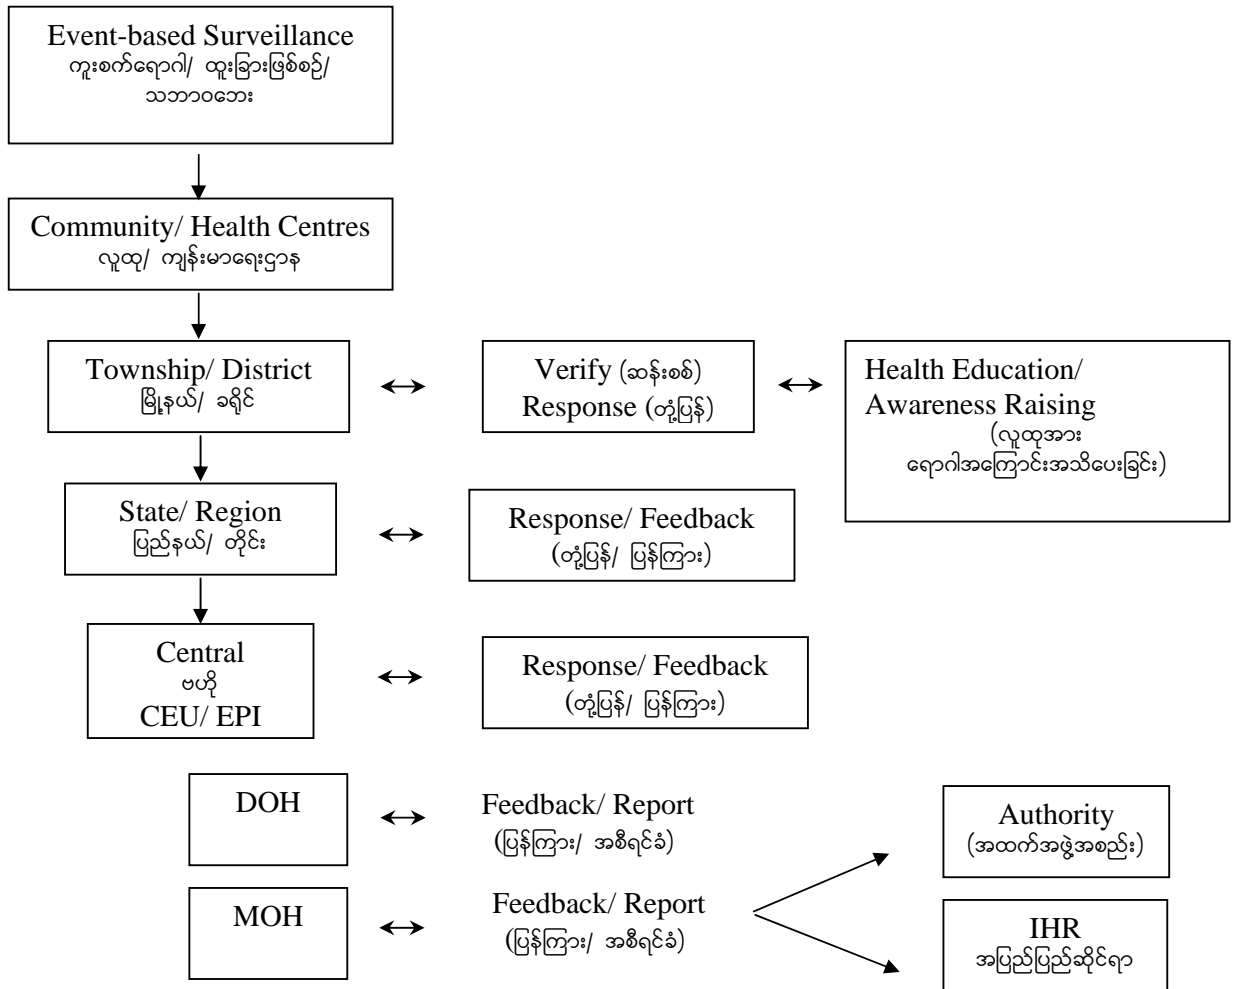 Event-based Surveillance
ကူးစက်ရောဂါ/ ထူးခြားဖြစ်စဉ်/
သဘာဝဘေး
Community/ Health Centres
လူထု/ ကျန်းမာရေးဌာန
Township/ District
မြို့နယ်/ ခရိုင်
Verify (ဆန်းစစ်)
Response (တုံ့ပြန်)
Health Education/
Awareness Raising
(လူထုအား
ရောဂါအကြောင်းအသိပေးခြင်း)
State/ Region
ပြည်နယ်/ တိုင်း
Response/ Feedback
(တုံ့ပြန်/ ပြန်ကြား)
Central
ဗဟို
CEU/ EPI
Response/ Feedback
(တုံ့ပြန်/ ပြန်ကြား)
DOH
Feedback/ Report
(ပြန်ကြား/ အစီရင်ခံ)
Authority
(အထက်အဖွဲ့အစည်း)
MOH
Feedback/ Report
(ပြန်ကြား/ အစီရင်ခံ)
IHR
အပြည်ပြည်ဆိုင်ရာ